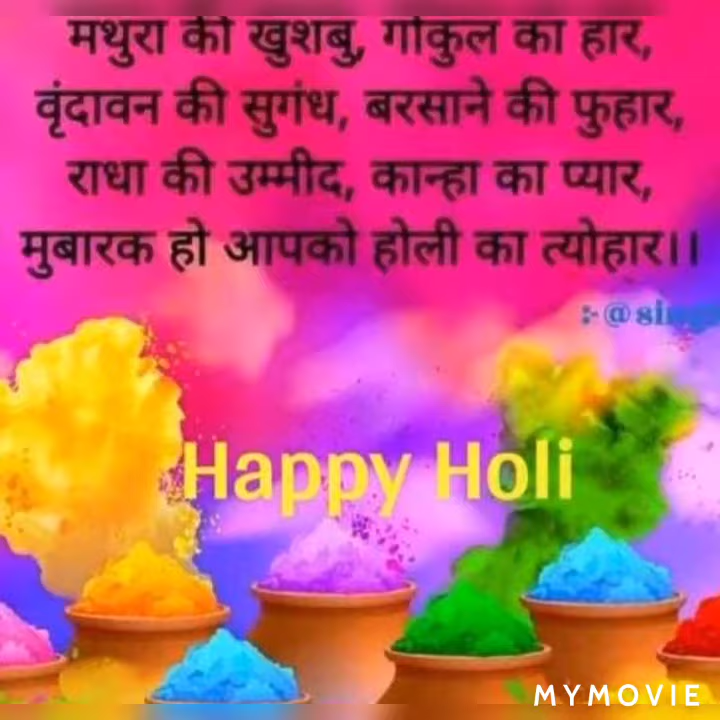 मथुरा की खुशबु, गोकुल का हार,
वृंदावन की सुगंध, बरसाने की फुहार,
राधा की उम्मीद, कान्हा का प्यार,
मुबारक हो आपको होली का त्योहार।।
Happy Holi
MYMOVIE